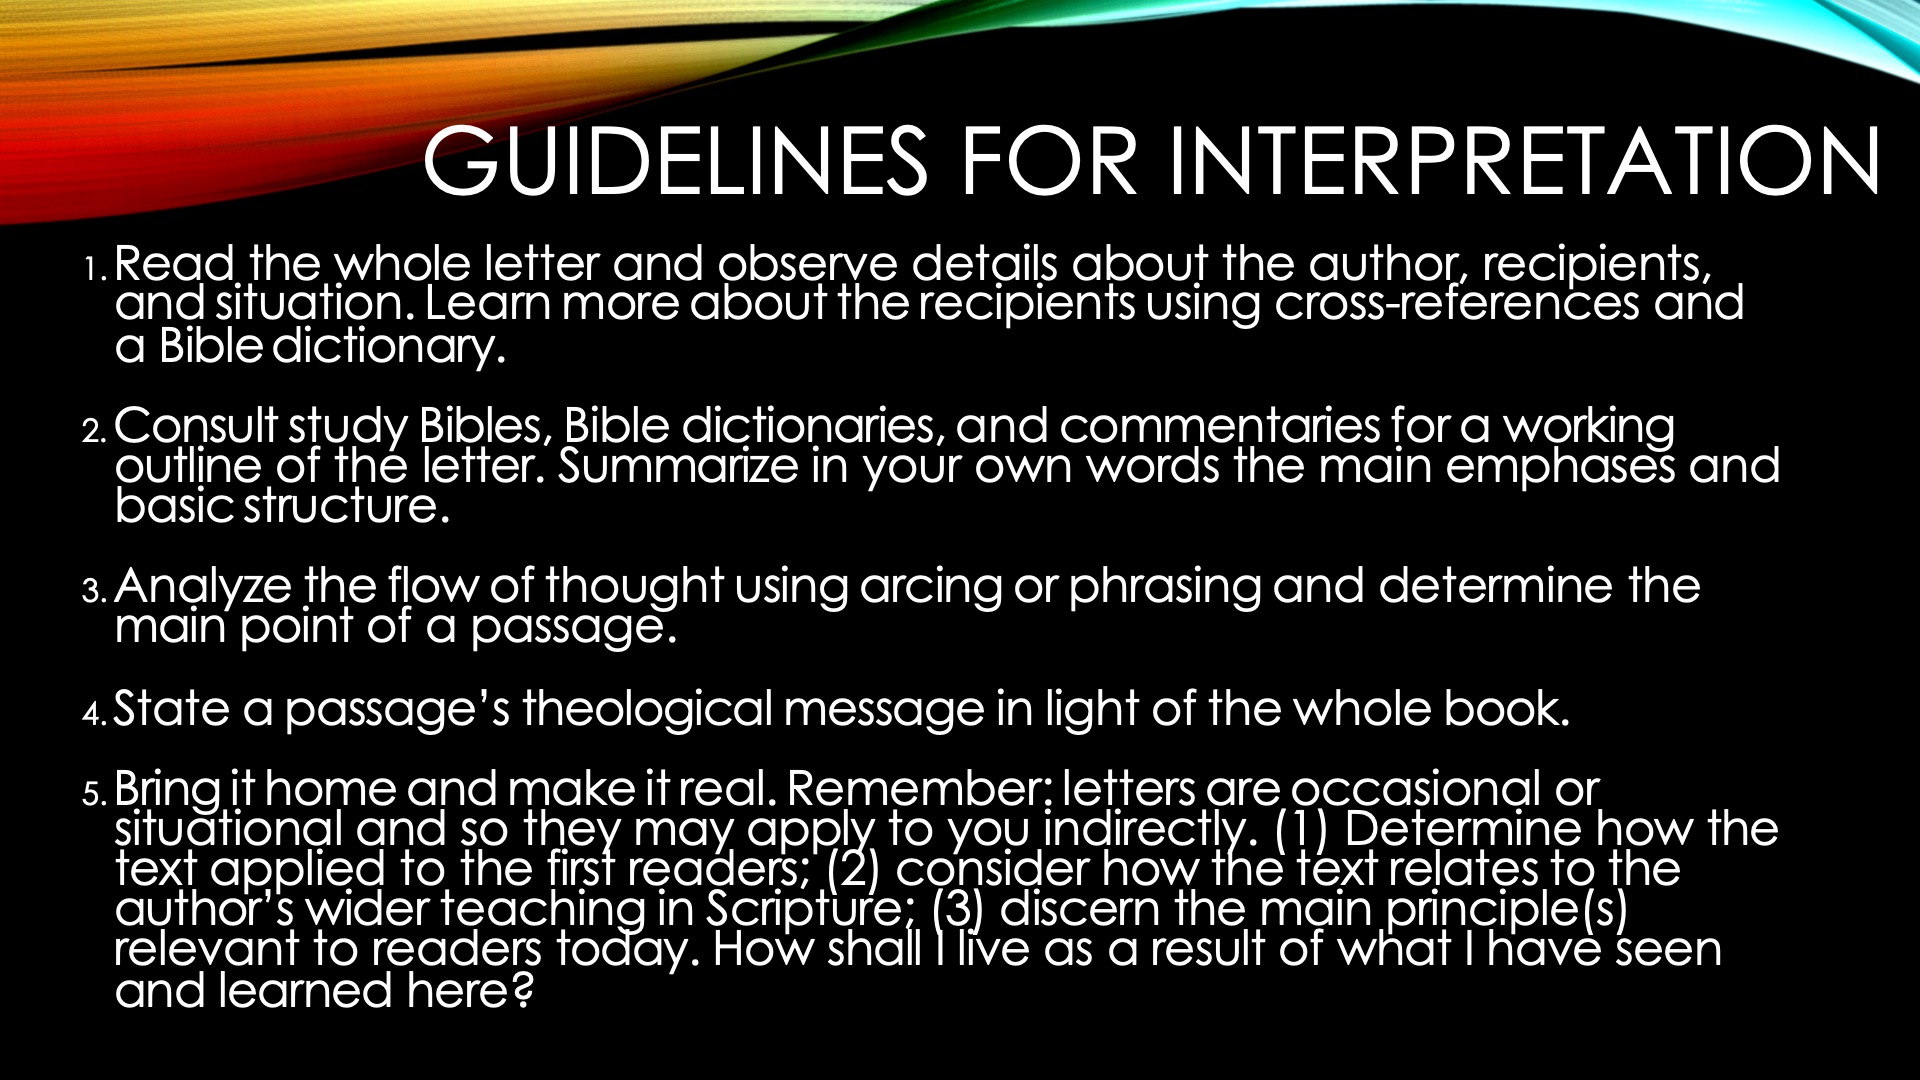 GUIDELINES FOR INTERPRETATION
1. Read the whole letter and observe details about the author, recipients,
and situation. Learn more about the recipients using cross-references and
a Bible dictionary.
2. Consult study Bibles, Bible dictionaries, and commentaries for a working
outline of the letter. Summarize in your own words the main emphases and
basic structure.
3. Analyze the flow of thought using arcing or phrasing and determine the
main point of a passage.
4. State a passage’s theological message in light of the whole book.
5. Bring it home and make it real. Remember: letters are occasional or
situational and so they may apply to you indirectly. (1) Determine how the
text applied to the first readers; (2) consider how the text relates to the
author’s wider teaching in Scripture; (3) discern the main principle(s)
relevant to readers today. How shall I live as a result of what I have seen
and learned here?